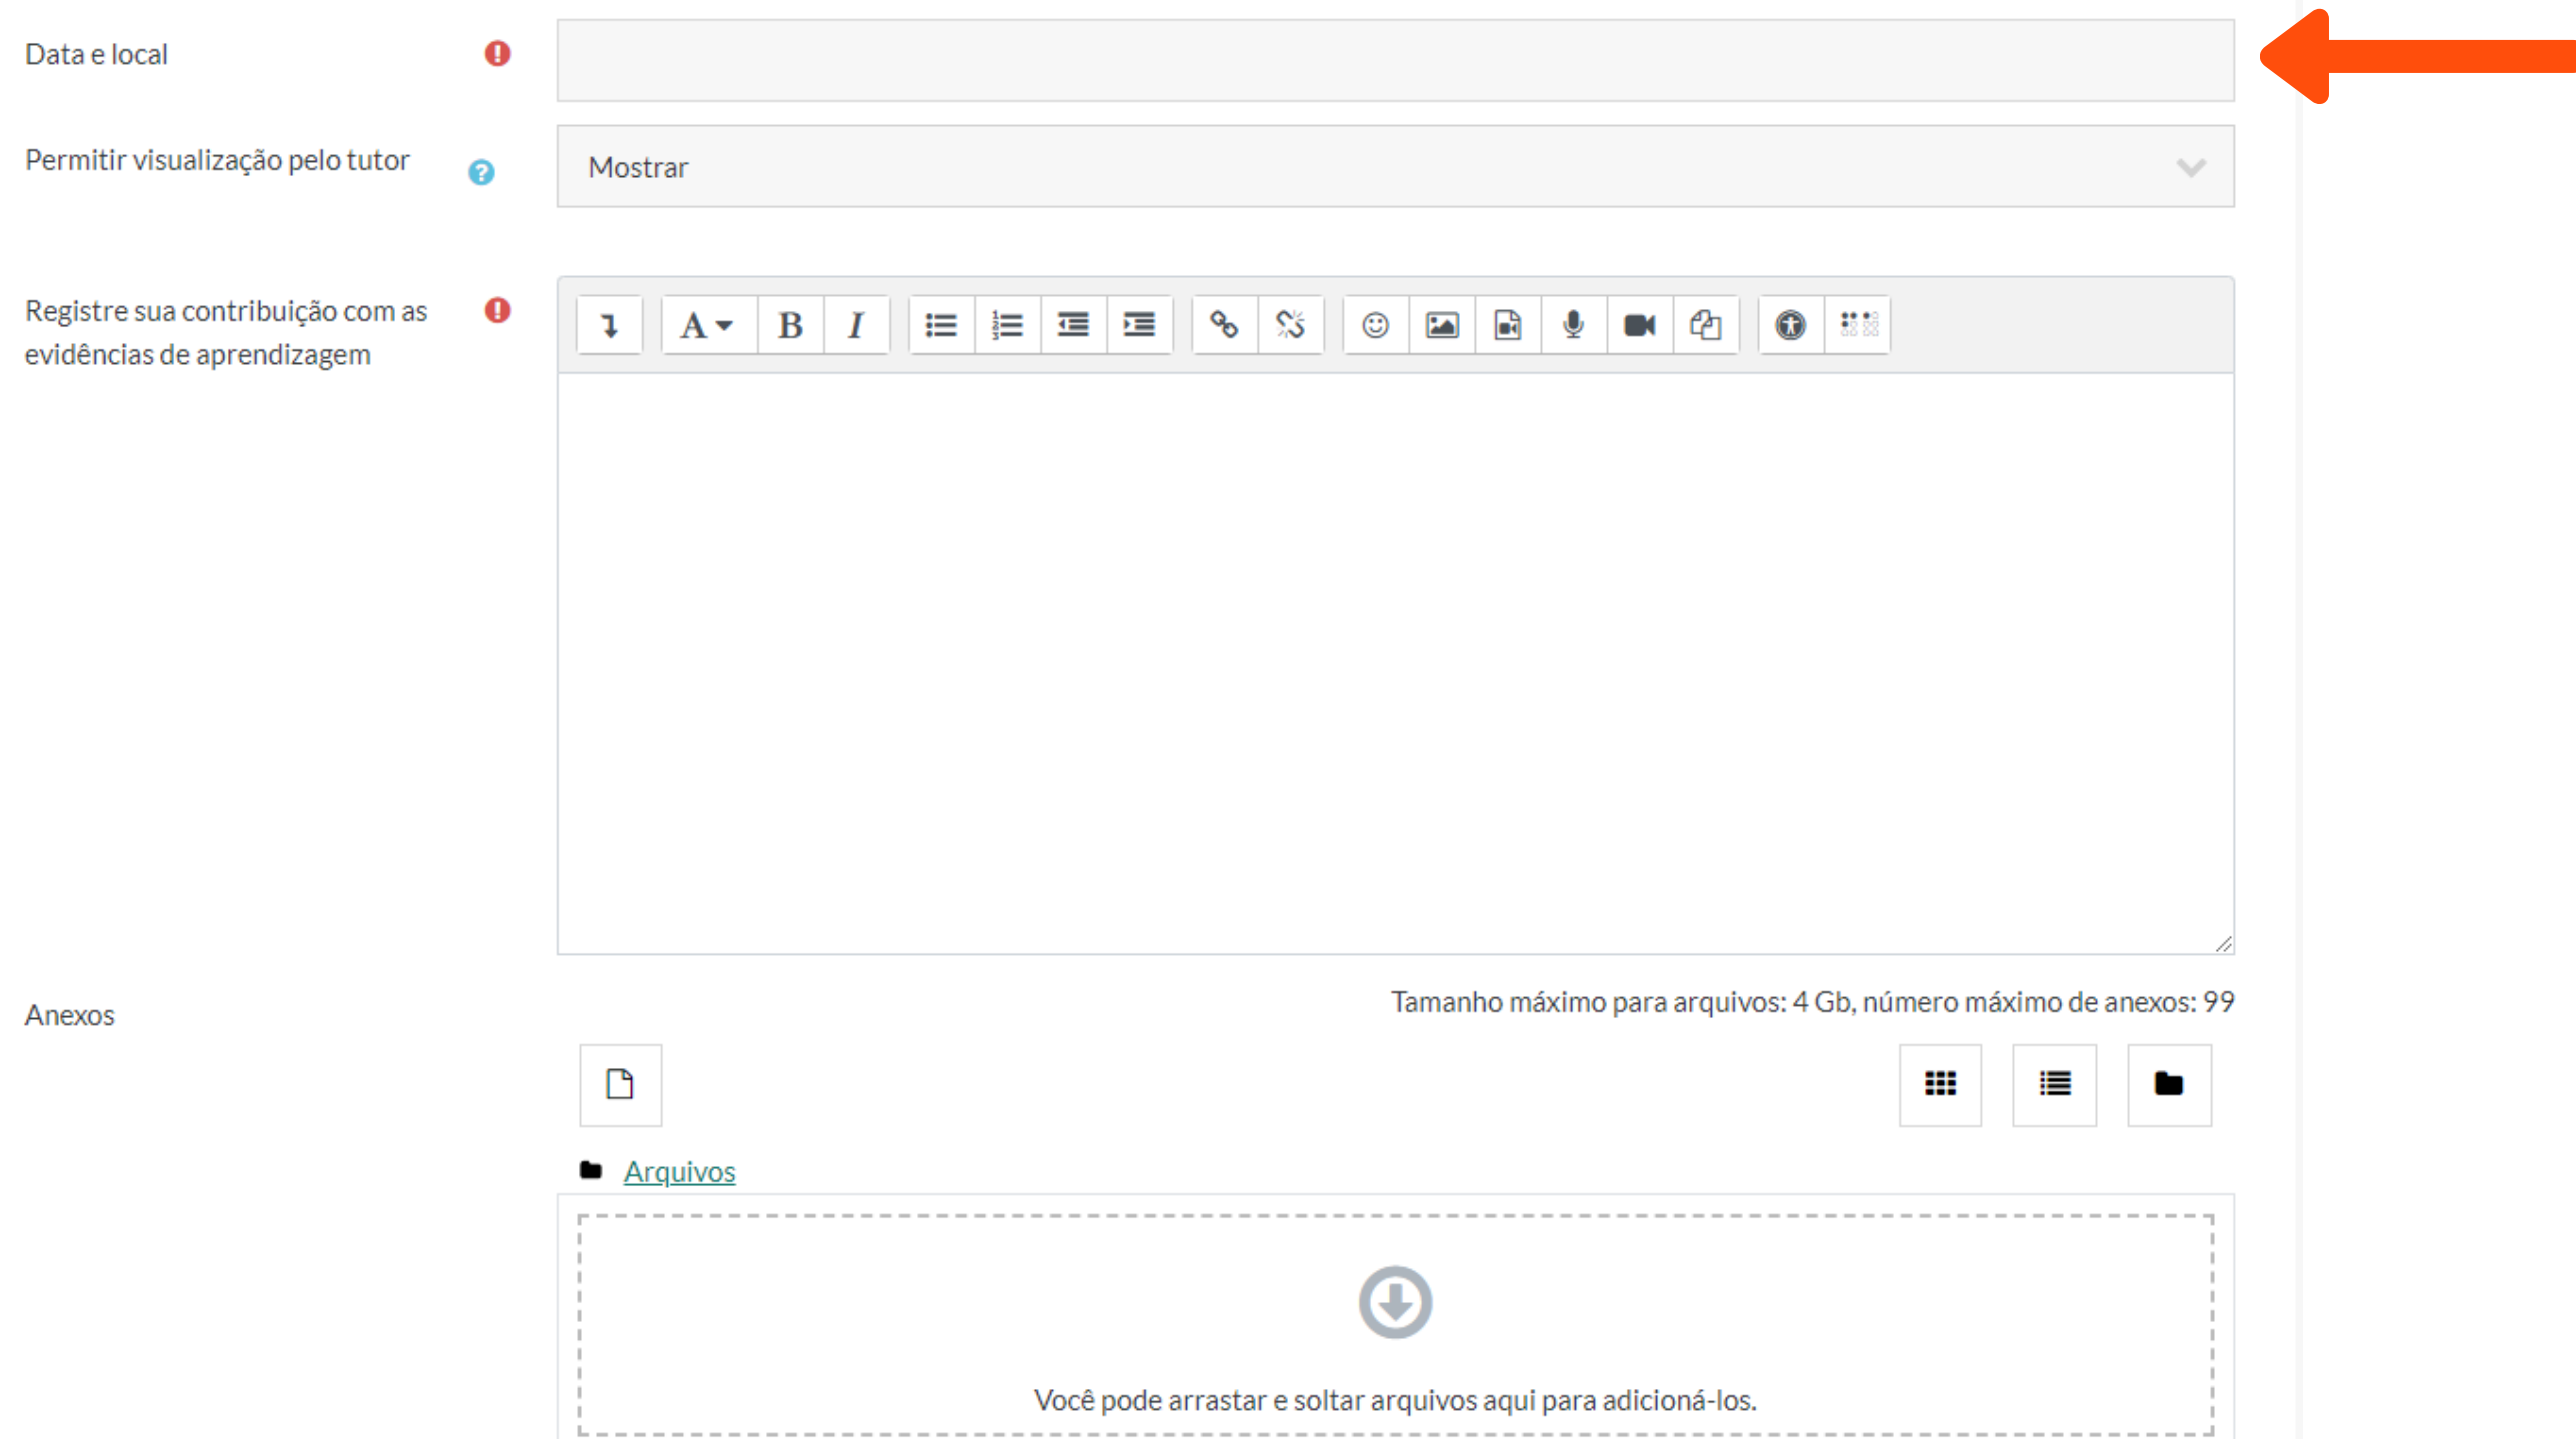 Data e local
Permitir visualização pelo tutor
Mostrar
Registre sua contribuição com as
evidências de aprendizagem
A
B
I
Anexos
Tamanho máximo para arquivos: 4 Gb, número máximo de anexos: 99
Arquivos
Você pode arrastar e soltar arquivos aqui para adicioná-los.